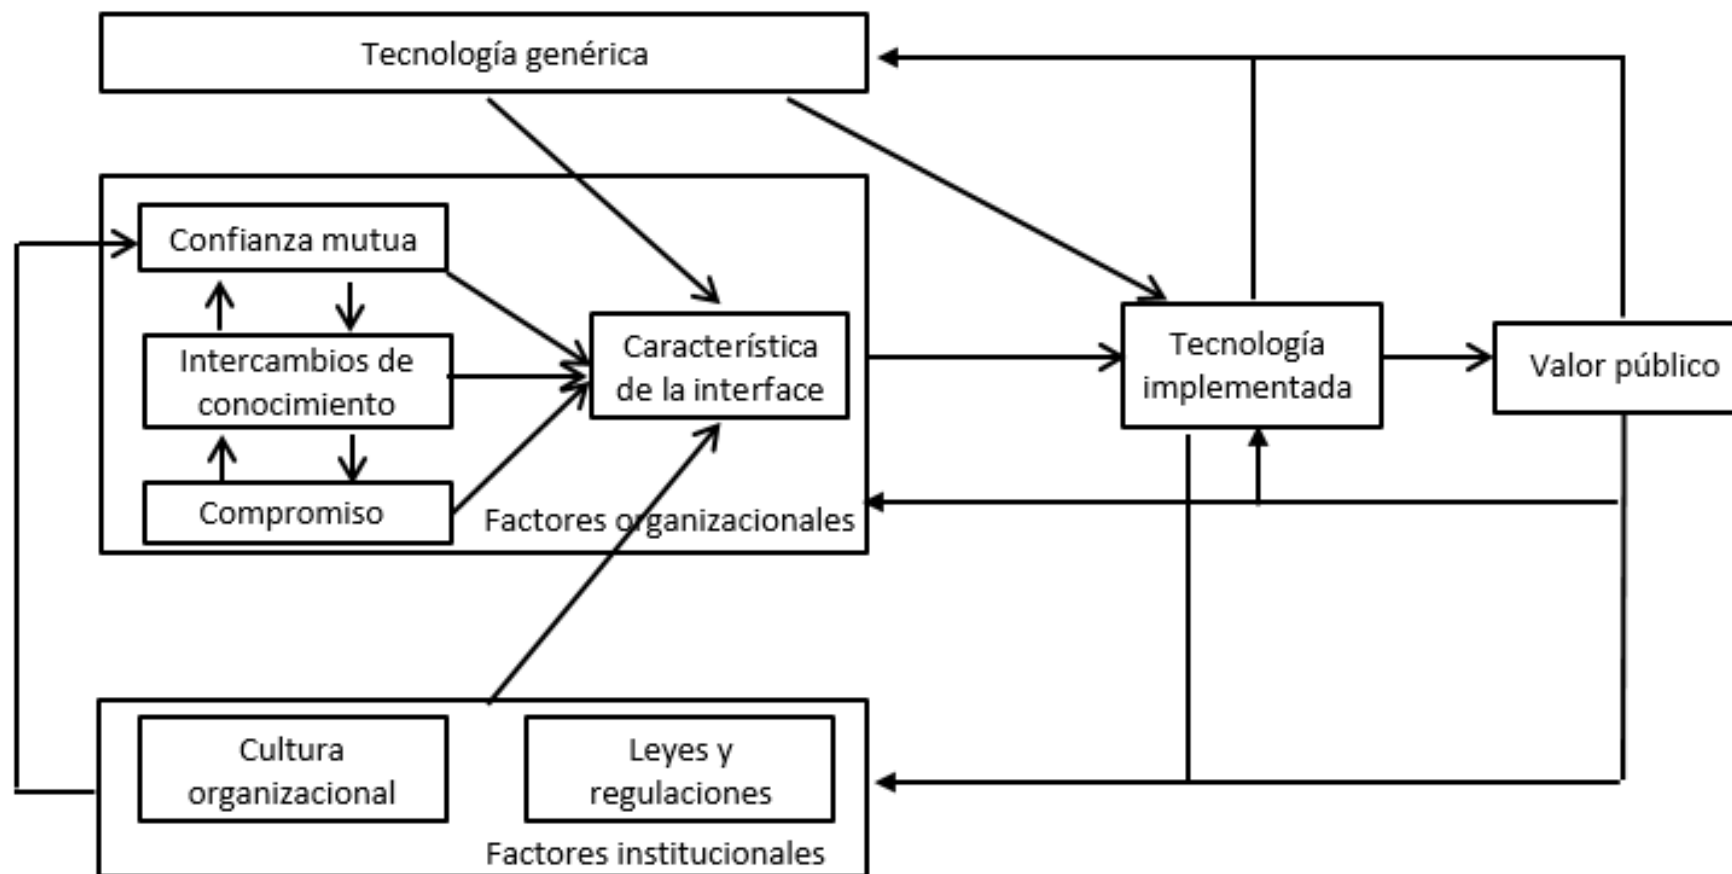 Tecnología genérica
Confianza mutua
Intercambios de
conocimiento
Compromiso
Característica
de la interface
Factores organizacionales
Tecnología
implementada
Valor público
Cultura
organizacional
Leyes y
regulaciones
Factores institucionales